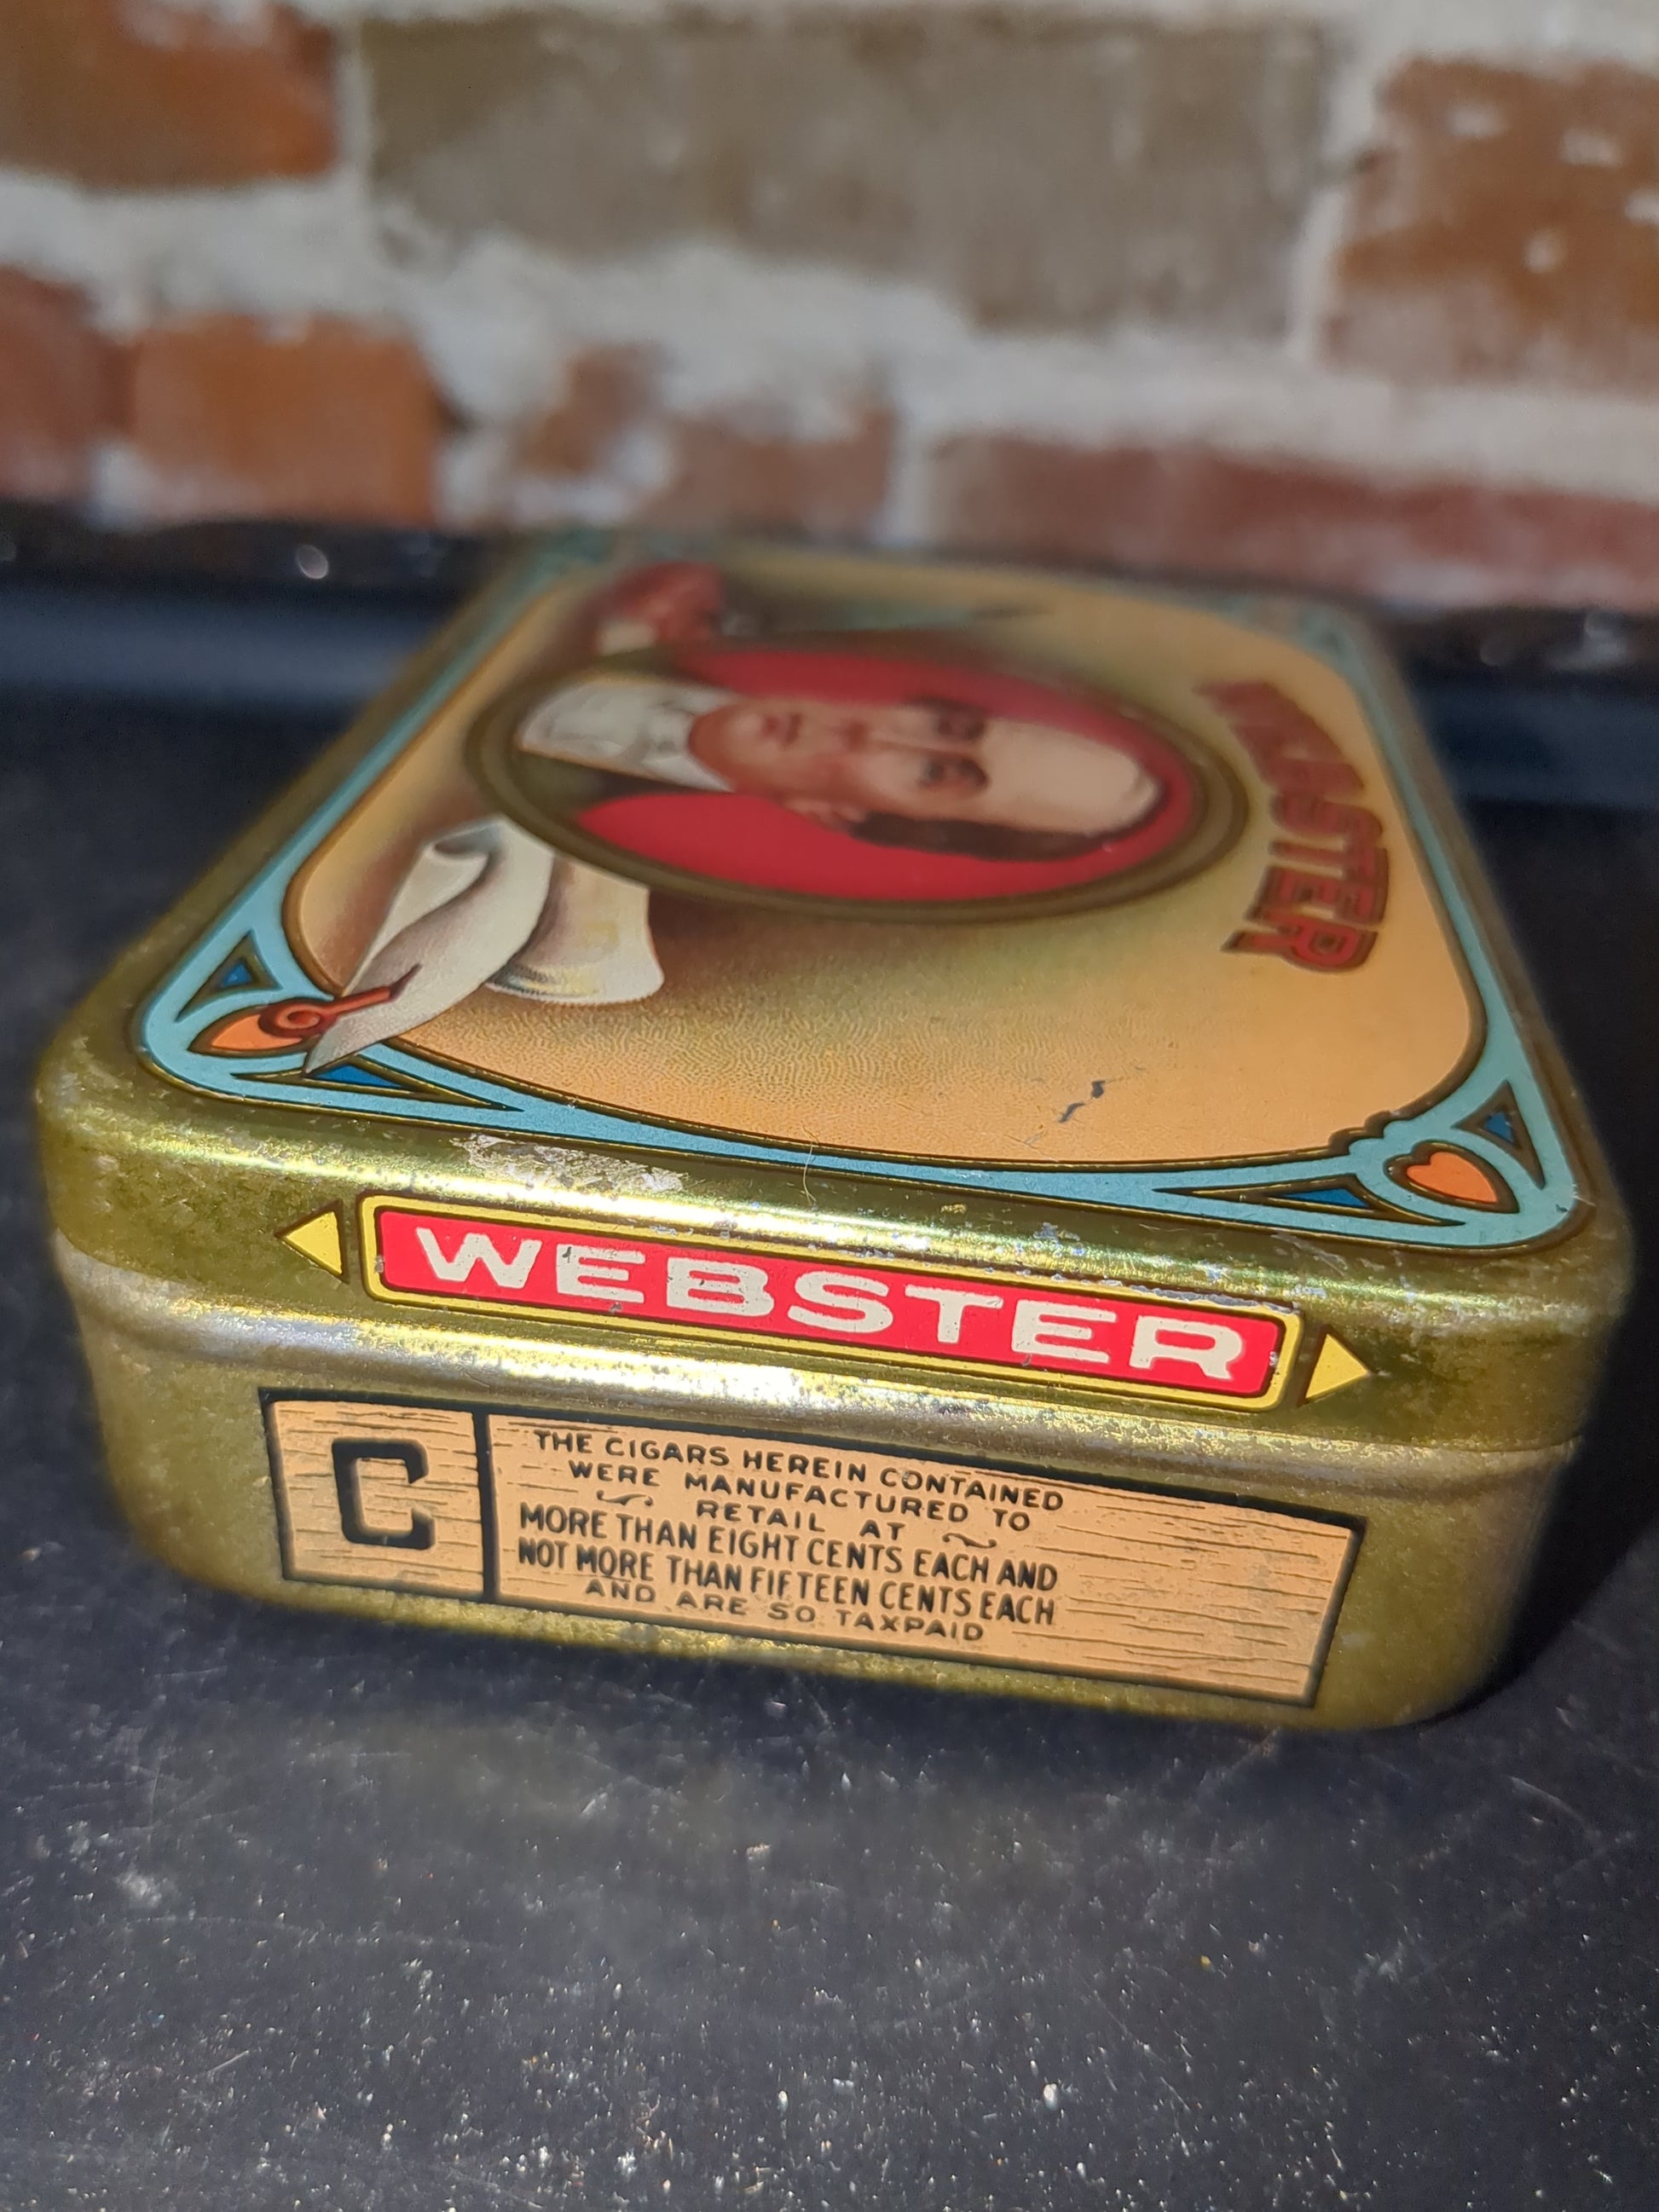 WEBSTER
WEBSTER
C
THE CIGARS HEREIN CONTAINED
WERE MANUFACTURED TO
RETAIL AT
MORE THAN EIGHT CENTS EACH AND
NOT MORE THAN FIFTEEN CENTS EACH
AND ARE SO TAXPAID